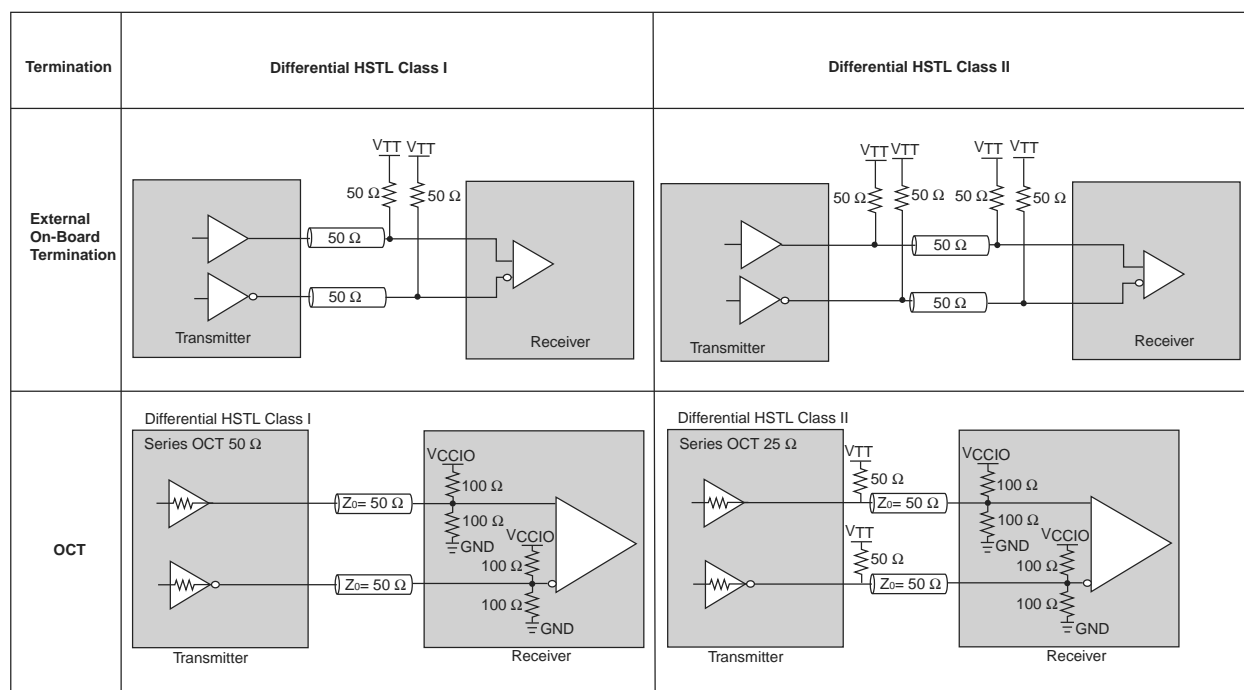 Termination
Differential HSTL Class I
Differential HSTL Class II
External
On-Board
Termination
VTT VTT
50 Ω 50 Ω
50 Ω
50 Ω
Transmitter
Receiver
VTT VTT VTT VTT
50 Ω 50 Ω 50 Ω 50 Ω
50 Ω
50 Ω
Transmitter
Receiver
OCT
Differential HSTL Class I
Series OCT 50 Ω
VCCIO
100 Ω
Z0= 50 Ω
100 Ω
VCCIO
GND
100 Ω
Z0= 50 Ω
100 Ω
GND
Transmitter
Receiver
Differential HSTL Class II
Series OCT 25 Ω
VTT
VCCIO
50 Ω
100 Ω
Z0= 50 Ω
100 Ω
VTT
VCCIO
GND
50 Ω
100 Ω
Z0= 50 Ω
100 Ω
GND
Transmitter
Receiver